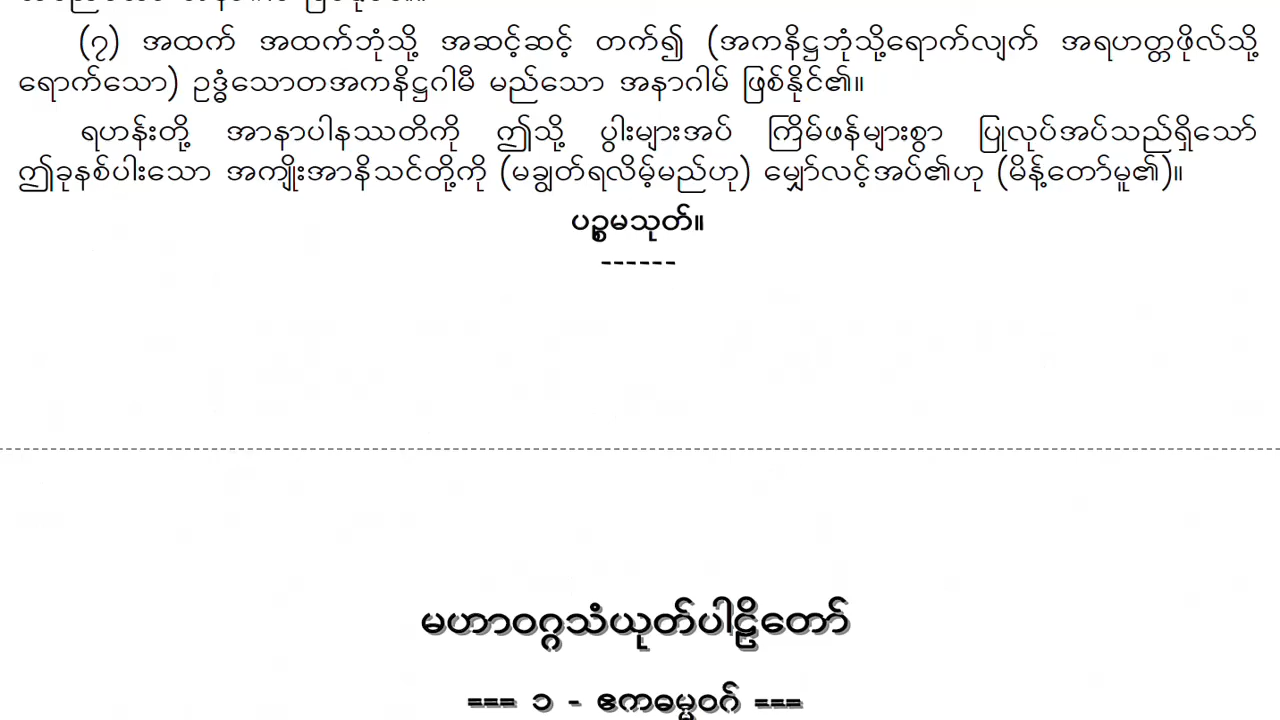 (၇) အထက် အထက်ဘုံသို့ အဆင့်ဆင့် တက်၍ (အကနိဋ္ဌဘုံသို့ရောက်လျက် အရဟတ္တဖိုလ်သို့
ရောက်သော) ဥဒ္ဓံသောတအကနိဋ္ဌဂါမီ မည်သော အနာဂါမ် ဖြစ်နိုင်၏။
ရဟန်းတို့ အာနာပါနဿတိကို ဤသို့ ပွါးများအပ် ကြိမ်ဖန်များစွာ ပြုလုပ်အပ်သည်ရှိသော်
ဤခုနစ်ပါးသော အကျိုးအာနိသင်တို့ကို (မချွတ်ရလိမ့်မည်ဟု) မျှော်လင့်အပ်၏ဟု (မိန့်တော်မူ၏)။
ပဉ္စမသုတ်။
------
မဟာဝဂ္ဂသံယုတ်ပါဠိတော်
=== ၁ - ဧကဓမ္မဝဂ် ===